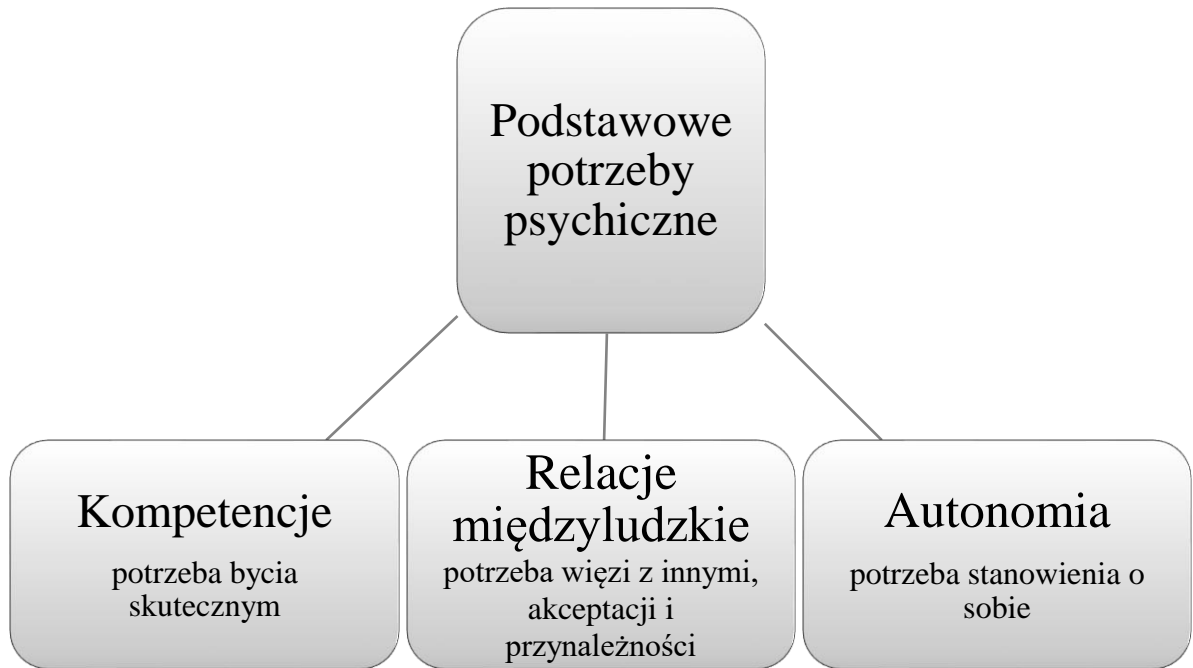 Podstawowe
potrzeby
psychiczne
Kompetencje
potrzeba bycia
skutecznym
Relacje
międzyludzkie
potrzeba więzi z innymi,
akceptacji i
przynależności
Autonomia
potrzeba stanowienia o
sobie